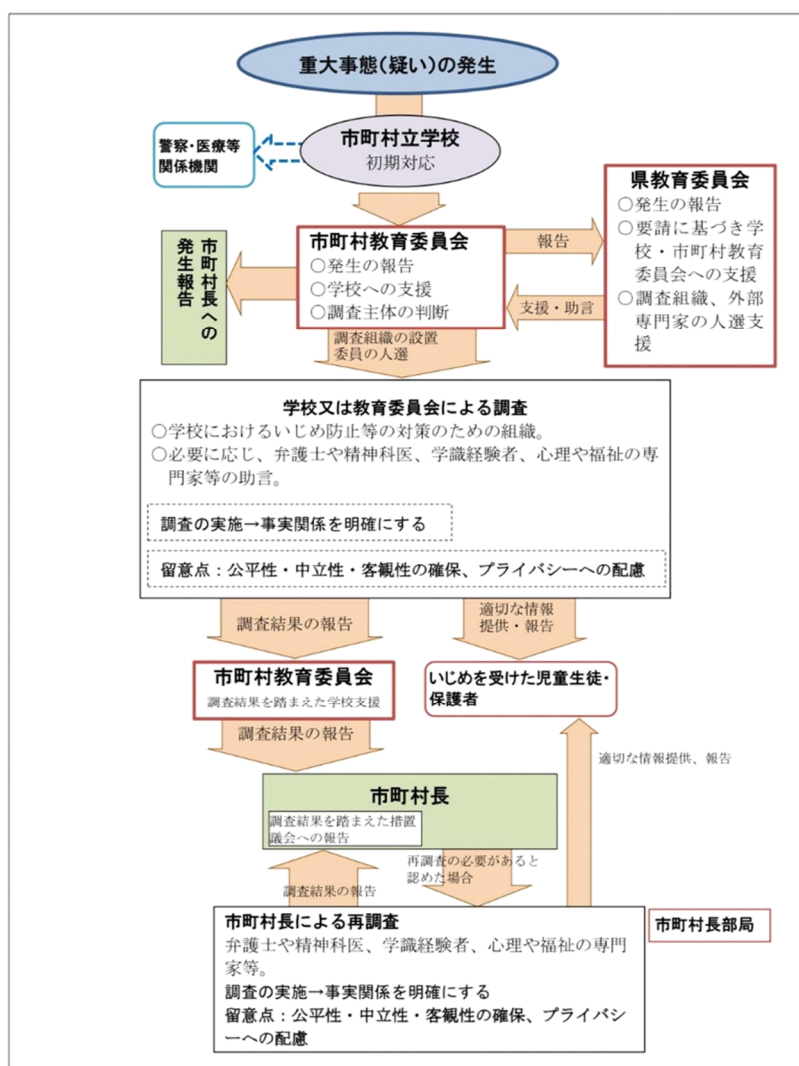 重大事態(疑い)の発生
市町村立学校
初期対応
警察・医療等
関係機関
県教育委員会
○発生の報告
○要請に基づき学
校・市町村教育
委員会への支援
○調査組織、外部
専門家の人選支
援
市町村教育委員会
○発生の報告
○学校への支援
○調査主体の判断
報告
支援・助言
市町村長への
発生報告
調査組織の設置
委員の人選
学校又は教育委員会による調査
○学校におけるいじめ防止等の対策のための組織。
○必要に応じ、弁護士や精神科医、学識経験者、心理や福祉の専
門家等の助言。
調査の実施→事実関係を明確にする
留意点：公平性・中立性・客観性の確保、プライバシーへの配慮
調査結果の報告
適切な情報
提供・報告
市町村教育委員会
調査結果を踏まえた学校支援
いじめを受けた児童生徒・
保護者
調査結果の報告
適切な情報提供、報告
市町村長
調査結果を踏まえた措置
議会への報告
再調査の必要があると
認めた場合
調査結果の報告
市町村長による再調査
弁護士や精神科医、学識経験者、心理や福祉の専門
家等。
調査の実施→事実関係を明確にする
留意点：公平性・中立性・客観性の確保、プライバシ
ーへの配慮
市町村長部局